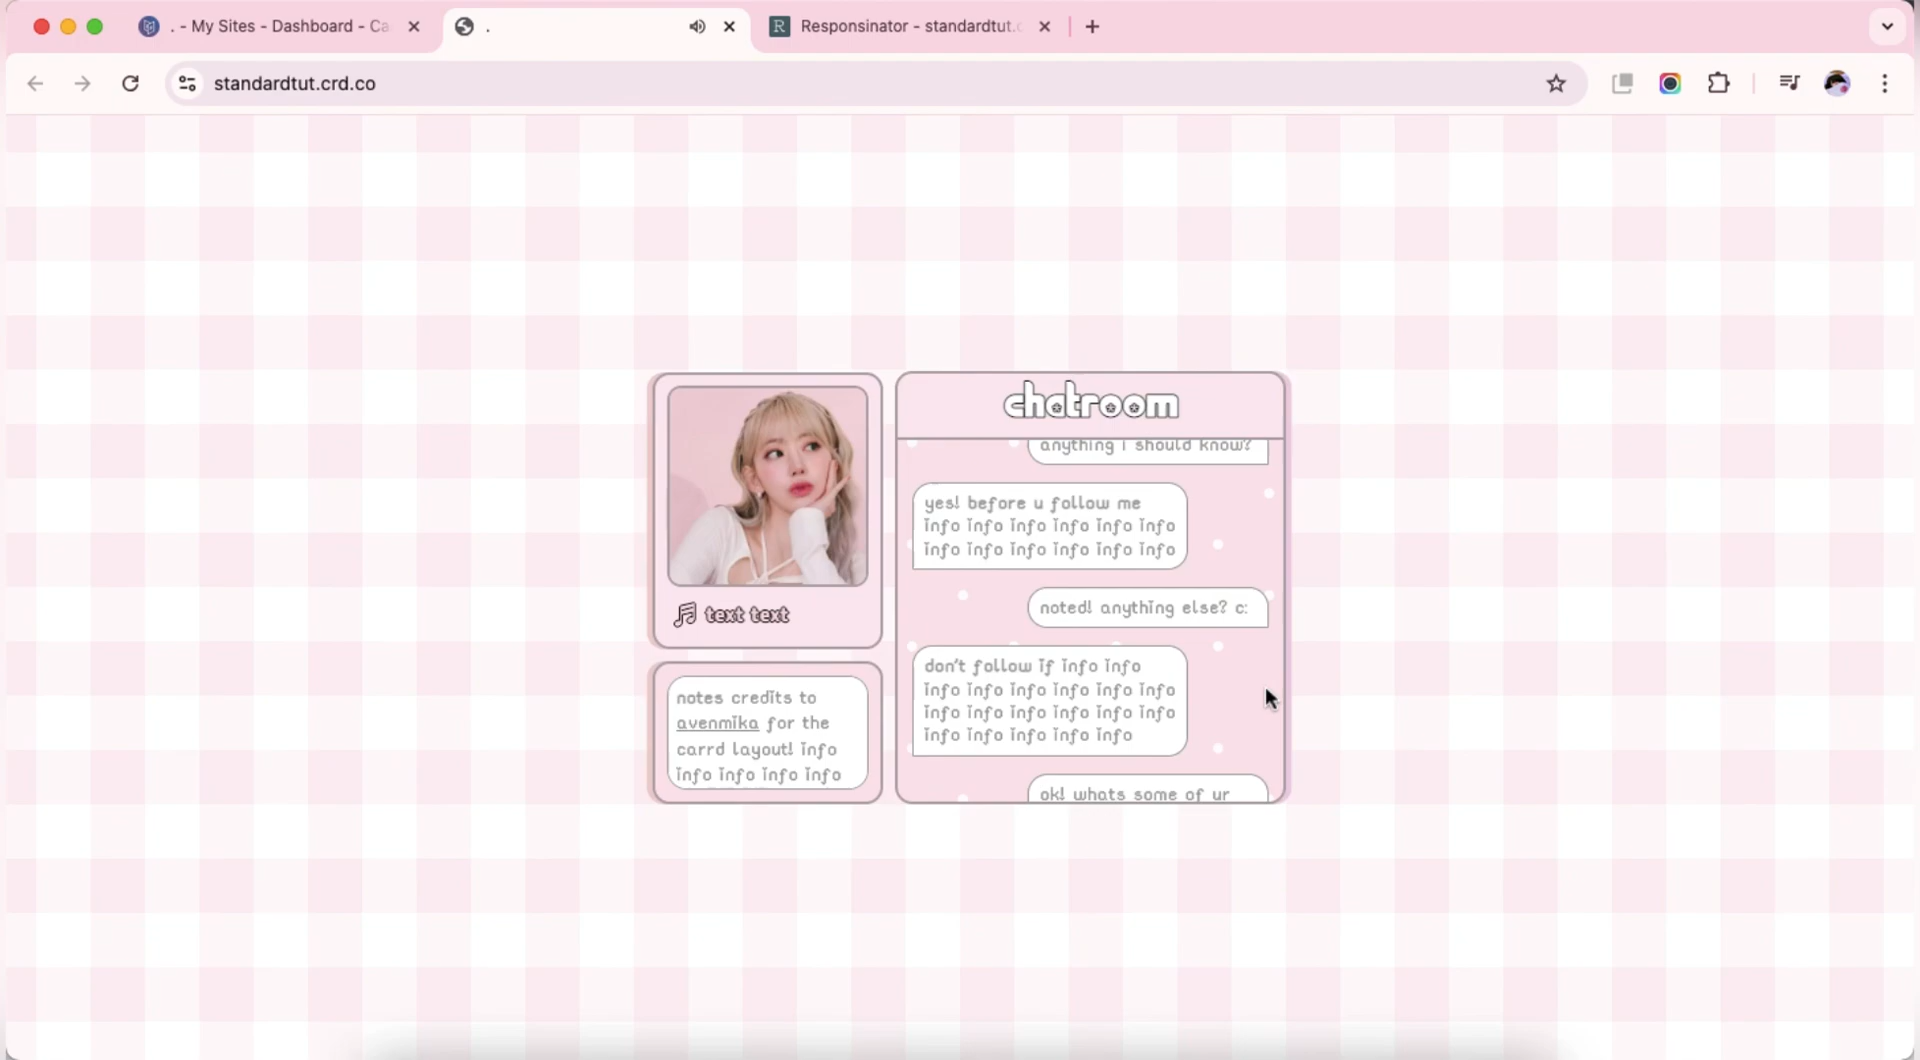 . - My Sites - Dashboard - Ca
.
Responsinator - standardtut.c
standardtut.crd.co
chatroom
anything i should know?
yes! before u follow me
info info info info info info
info info info info info info
noted! anything else? c:
don't follow if info info
info info info info info info
info info info info info info
info info info info info
ok! whats some of ur
text text
notes credits to
avenmika for the
carrd layout! info
info info info info